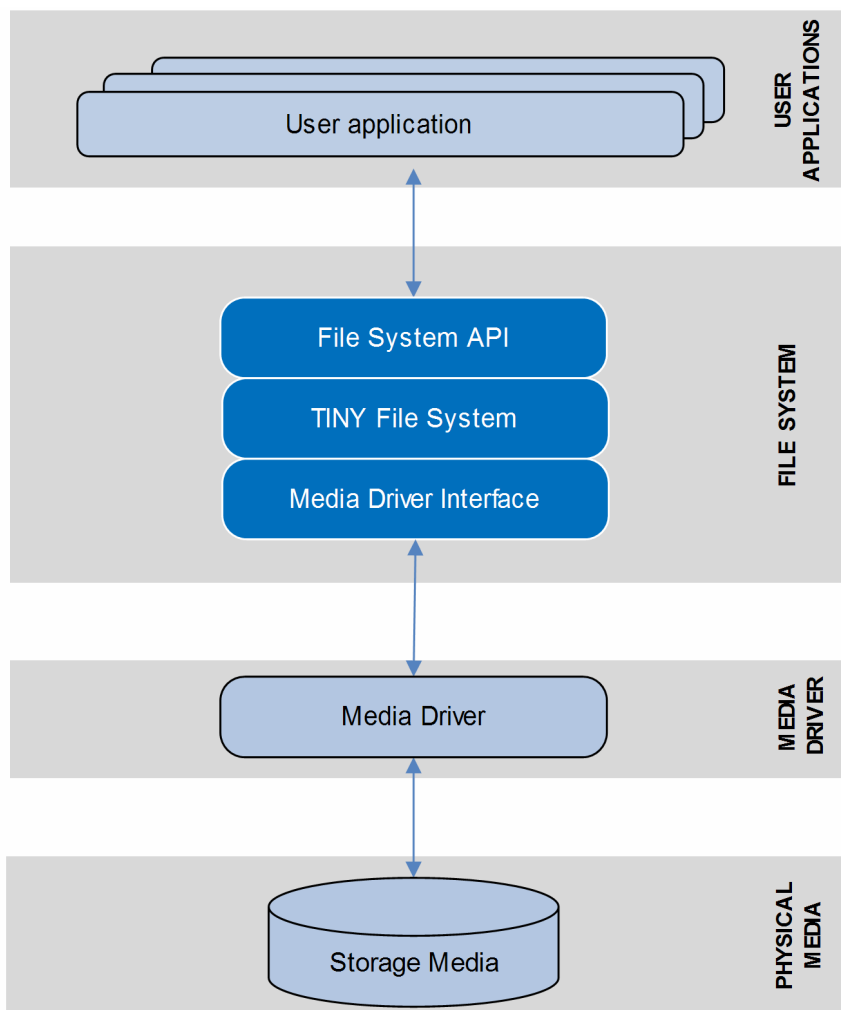 User application
USER
APPLICATIONS
File System API
TINY File System
Media Driver Interface
FILE SYSTEM
Media Driver
MEDIA
DRIVER
Storage Media
PHYSICAL
MEDIA